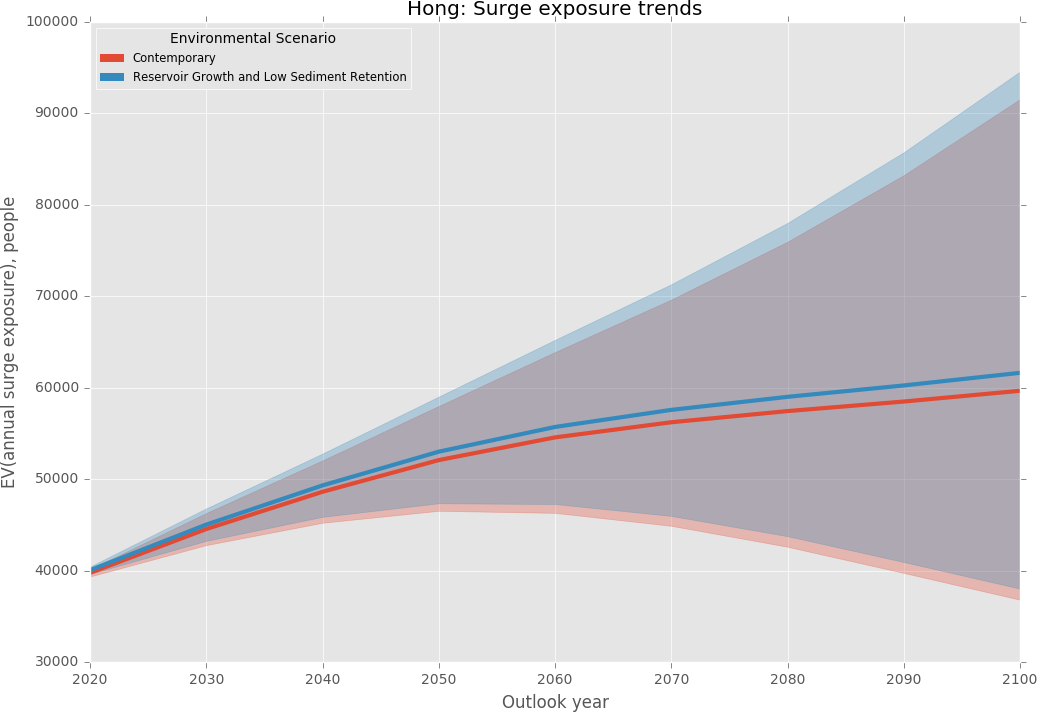 Hong: Surge exposure trends
Environmental Scenario
Contemporary
Reservoir Growth and Low Sediment Retention
EV(annual surge exposure), people
100000
90000
80000
70000
60000
50000
40000
30000
2020 2030 2040 2050 2060 2070 2080 2090 2100
Outlook year